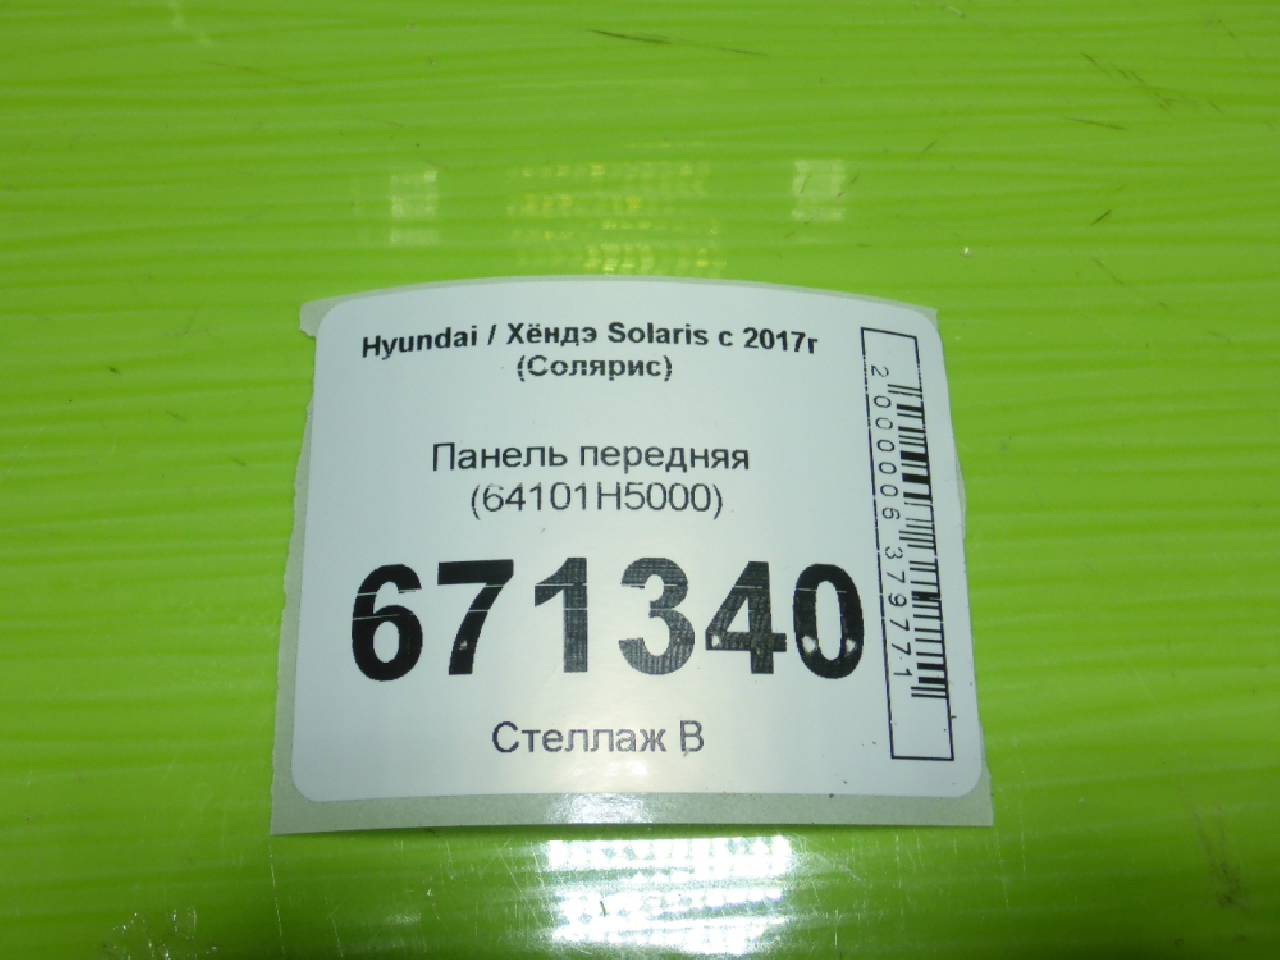 Hyundai / Хёндэ Solaris с 2017г
(Солярис)
Панель передняя
(64101H5000)
671340
Стеллаж В
2000006379771